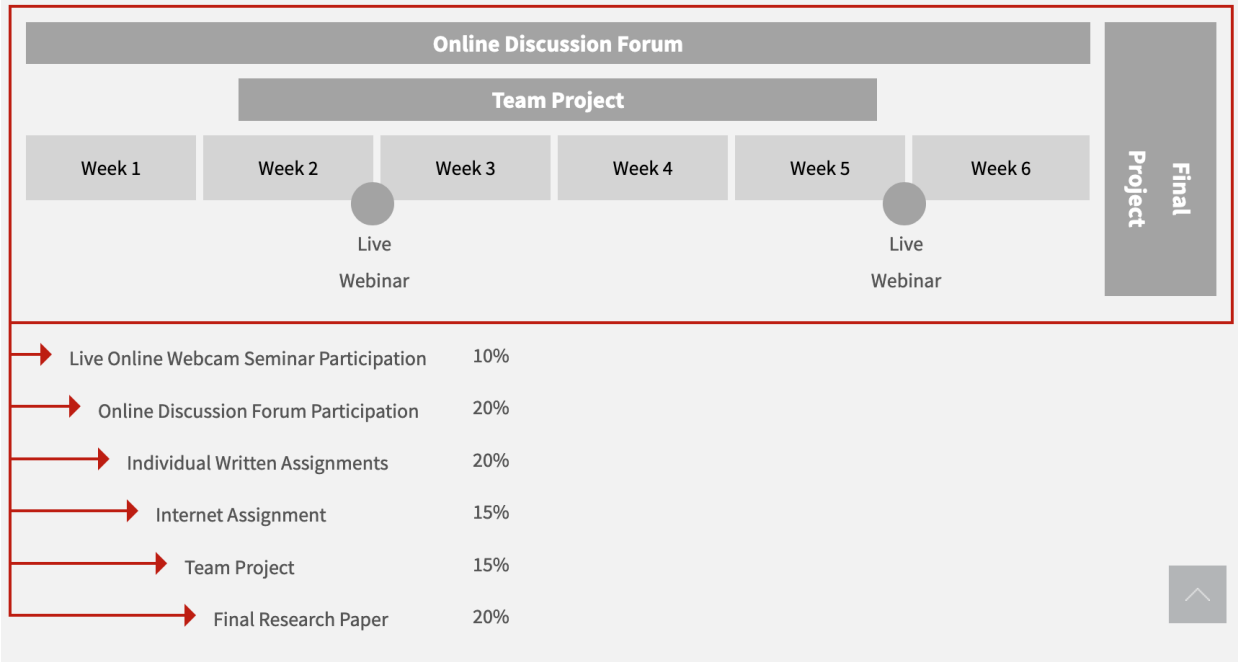 Online Discussion Forum
Team Project
Week 1 Week 2 Week 3 Week 4 Week 5 Week 6
Final
Project
Live
Webinar
Live
Webinar
Live Online Webcam Seminar Participation 10%
Online Discussion Forum Participation 20%
Individual Written Assignments 20%
Internet Assignment 15%
Team Project 15%
Final Research Paper 20%